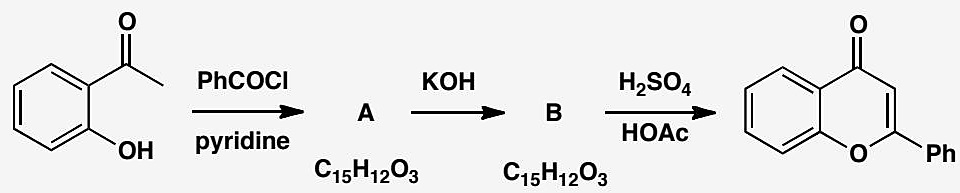 O
OH
PhCOCl
pyridine
A
C₁₅H₁₂O₃
KOH
B
C₁₅H₁₂O₃
H₂SO₄
HOAc
O
O
Ph